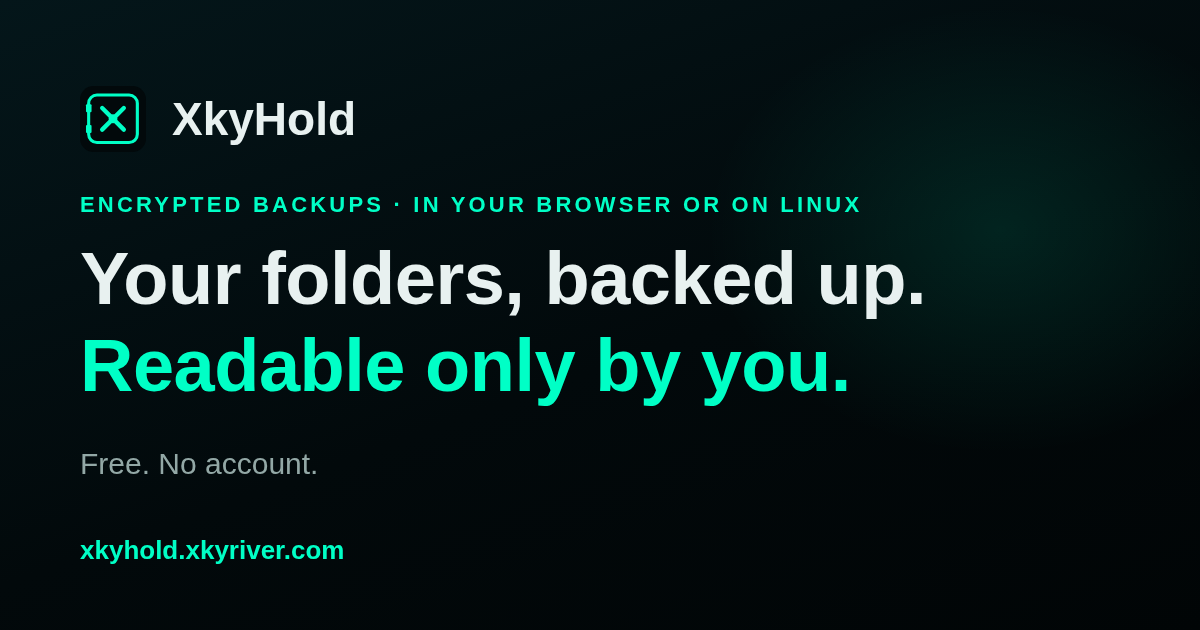 XkyHold
ENCRYPTED BACKUPS · IN YOUR BROWSER OR ON LINUX
Your folders, backed up.
Readable only by you.
Free. No account.
xkyhold.xkyriver.com